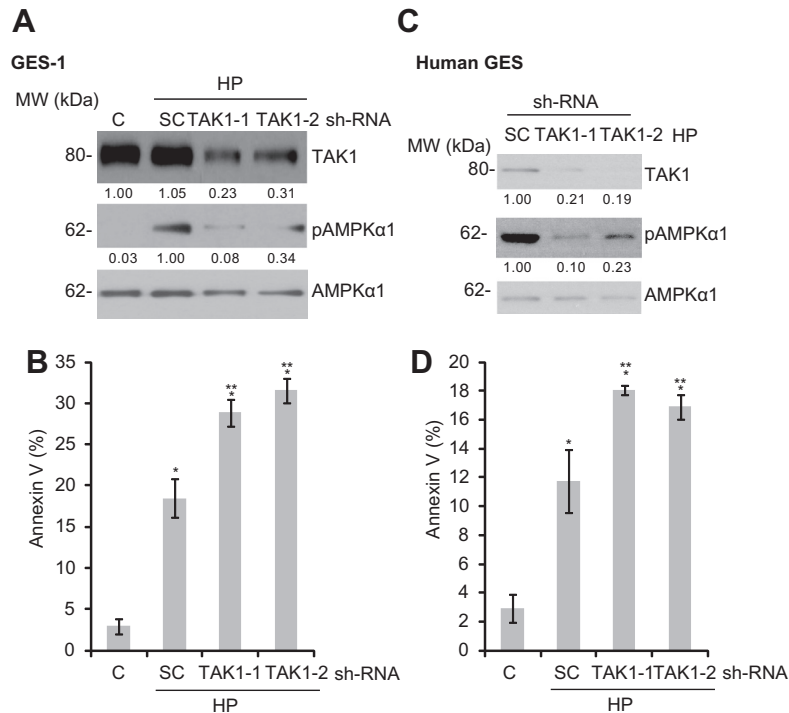 A
GES-1
HP
MW (kDa)
C SC TAK1-1 TAK1-2 sh-RNA
80- TAK1
1.00 1.05 0.23 0.31
62- pAMPKα1
0.03 1.00 0.08 0.34
62- AMPKα1
C
Human GES
sh-RNA
SC TAK1-1 TAK1-2 HP
MW (kDa)
80- TAK1
1.00 0.21 0.19
62- pAMPKα1
1.00 0.10 0.23
62- AMPKα1
B
Annexin V (%)
35
30
25
20
15
10
5
0
*
**
*
**
*
C SC TAK1-1 TAK1-2 sh-RNA
HP
D
Annexin V (%)
20
18
16
14
12
10
8
6
4
2
0
*
**
*
**
*
C SC TAK1-1 TAK1-2 sh-RNA
HP